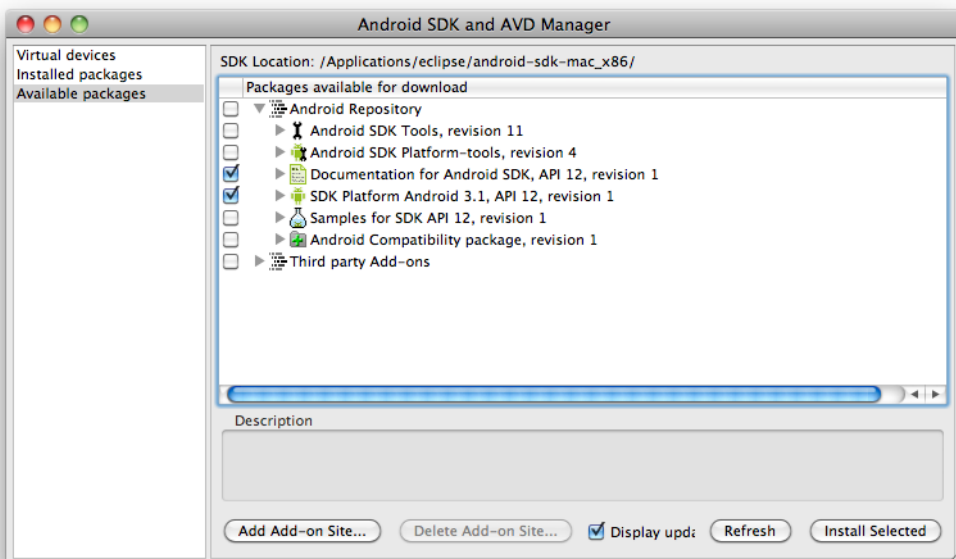 Android SDK and AVD Manager
Virtual devices
Installed packages
Available packages
SDK Location: /Applications/eclipse/android-sdk-mac_x86/
Packages available for download
Android Repository
Android SDK Tools, revision 11
Android SDK Platform-tools, revision 4
Documentation for Android SDK, API 12, revision 1
SDK Platform Android 3.1, API 12, revision 1
Samples for SDK API 12, revision 1
Android Compatibility package, revision 1
Third party Add-ons
Description
Add Add-on Site... Delete Add-on Site... Display upda Refresh Install Selected